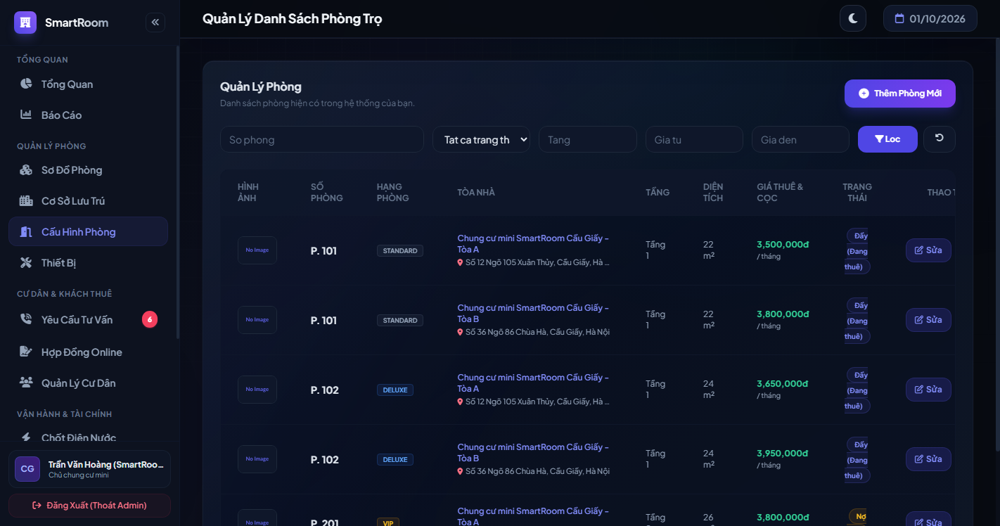 SmartRoom
TỔNG QUAN
Tổng Quan
Báo Cáo
QUẢN LÝ PHÒNG
Sơ Đồ Phòng
Cơ Sở Lưu Trú
Cấu Hình Phòng
Thiết Bị
CƯ DÂN & KHÁCH THUÊ
Yêu Cầu Tư Vấn
6
Hợp Đồng Online
Quản Lý Cư Dân
VẬN HÀNH & TÀI CHÍNH
Chốt Điện Nước
CG
Trần Văn Hoàng (SmartRoo...
Chủ chung cư mini
Đăng Xuất (Thoát Admin)
Quản Lý Danh Sách Phòng Trọ
01/10/2026
Quản Lý Phòng
Danh sách phòng hiện có trong hệ thống của bạn.
Thêm Phòng Mới
So phong
Tat ca trang th
Tang
Gia tu
Gia den
Loc
HÌNH
ẢNH
SỐ
PHÒNG
HẠNG
PHÒNG
TÒA NHÀ
TẦNG
DIỆN
TÍCH
GIÁ THUÊ &
CỌC
TRẠNG
THÁI
THAO T
No Image
P. 101
STANDARD
Chung cư mini SmartRoom Cầu Giấy -
Tòa A
Số 12 Ngõ 105 Xuân Thủy, Cầu Giấy, Hà ...
Tầng
1
22
m²
3,500,000đ
/ tháng
Đầy
(Đang
thuê)
Sửa
No Image
P. 101
STANDARD
Chung cư mini SmartRoom Cầu Giấy -
Tòa B
Số 36 Ngõ 86 Chùa Hà, Cầu Giấy, Hà Nội
Tầng
1
22
m²
3,800,000đ
/ tháng
Đầy
(Đang
thuê)
Sửa
No Image
P. 102
DELUXE
Chung cư mini SmartRoom Cầu Giấy -
Tòa A
Số 12 Ngõ 105 Xuân Thủy, Cầu Giấy, Hà ...
Tầng
1
24
m²
3,650,000đ
/ tháng
Đầy
(Đang
thuê)
Sửa
No Image
P. 102
DELUXE
Chung cư mini SmartRoom Cầu Giấy -
Tòa B
Số 36 Ngõ 86 Chùa Hà, Cầu Giấy, Hà Nội
Tầng
1
24
m²
3,950,000đ
/ tháng
Đầy
(Đang
thuê)
Sửa
No Image
P. 201
VIP
Chung cư mini SmartRoom Cầu Giấy -
Tòa A
Tầng
26
3,800,000đ
Nợ
Sửa